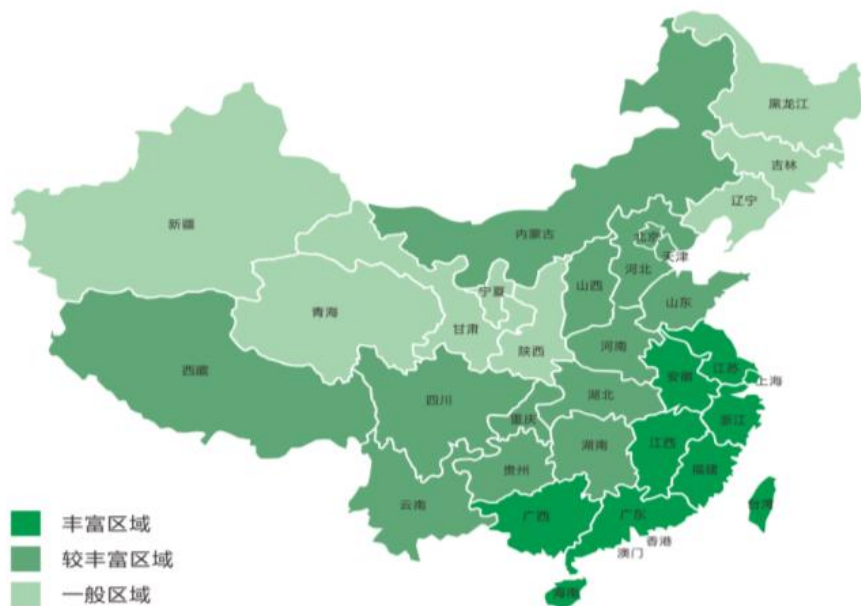 黑龙江
吉林
辽宁
新疆
内蒙古
北京
天津
河北
宁夏
山西
山东
青海
甘肃
陕西
河南
西藏
安徽
江苏
上海
四川
湖北
重庆
浙江
湖南
江西
贵州
福建
云南
广西
广东
台湾
香港
澳门
海南
丰富区域
较丰富区域
一般区域